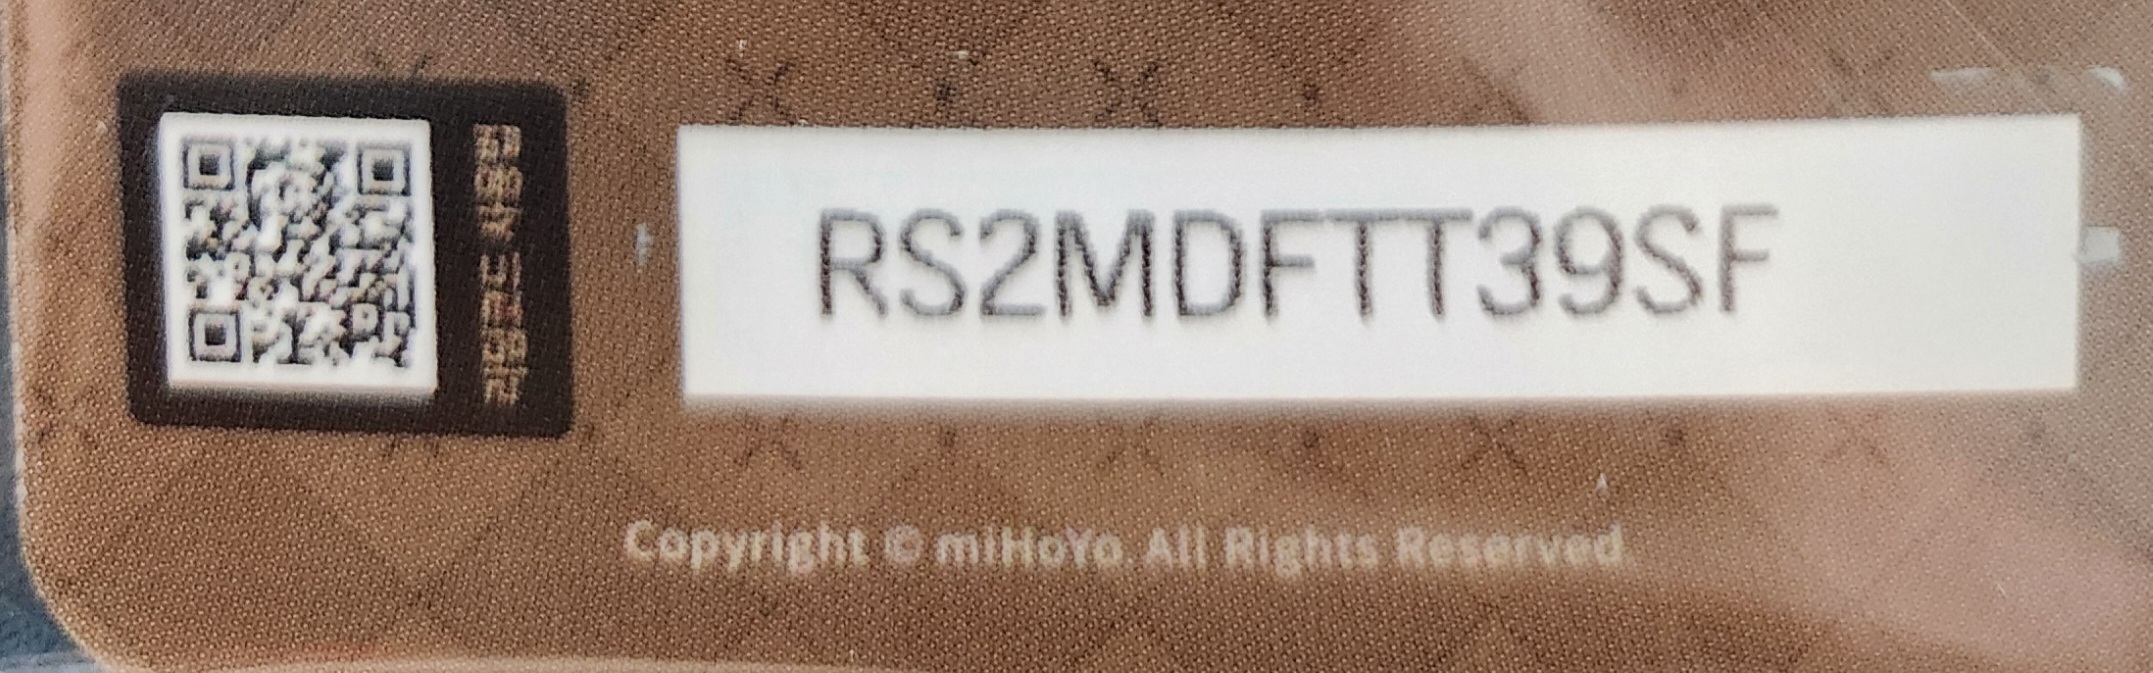 RS2MDFTT39SF
Copyright © miHoYo. All Rights Reserved.